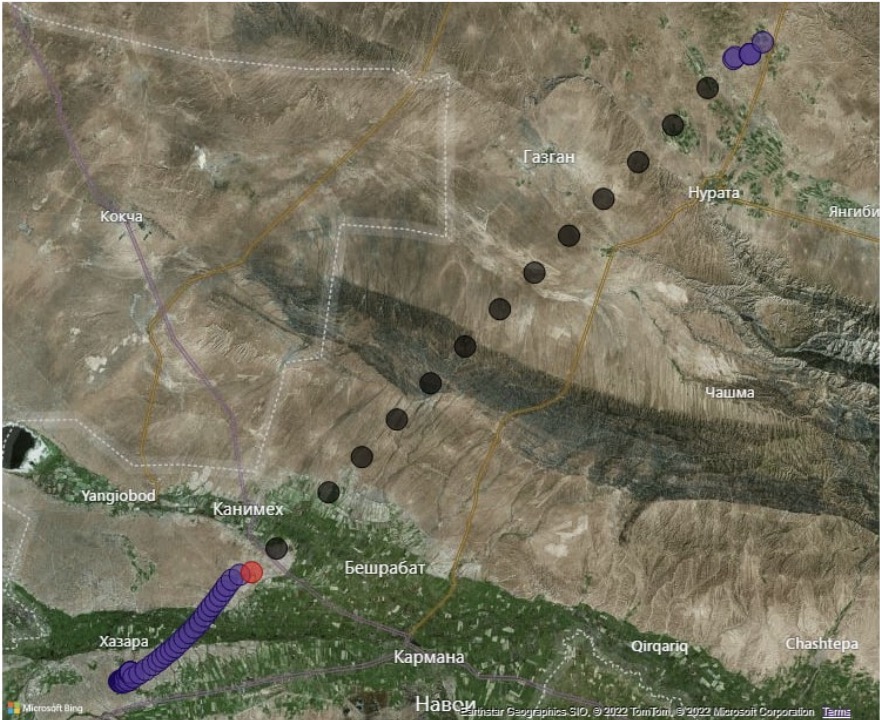 Газган
Нурата
Янгиби
Кокча
Чашма
Yangiobod
Канимех
Бешрабат
Хазара
Qirqariq
Chashtepa
Кармана
Навои
Microsoft Bing
Earthstar Geographics SIO, © 2022 TomTom, © 2022 Microsoft Corporation Terms